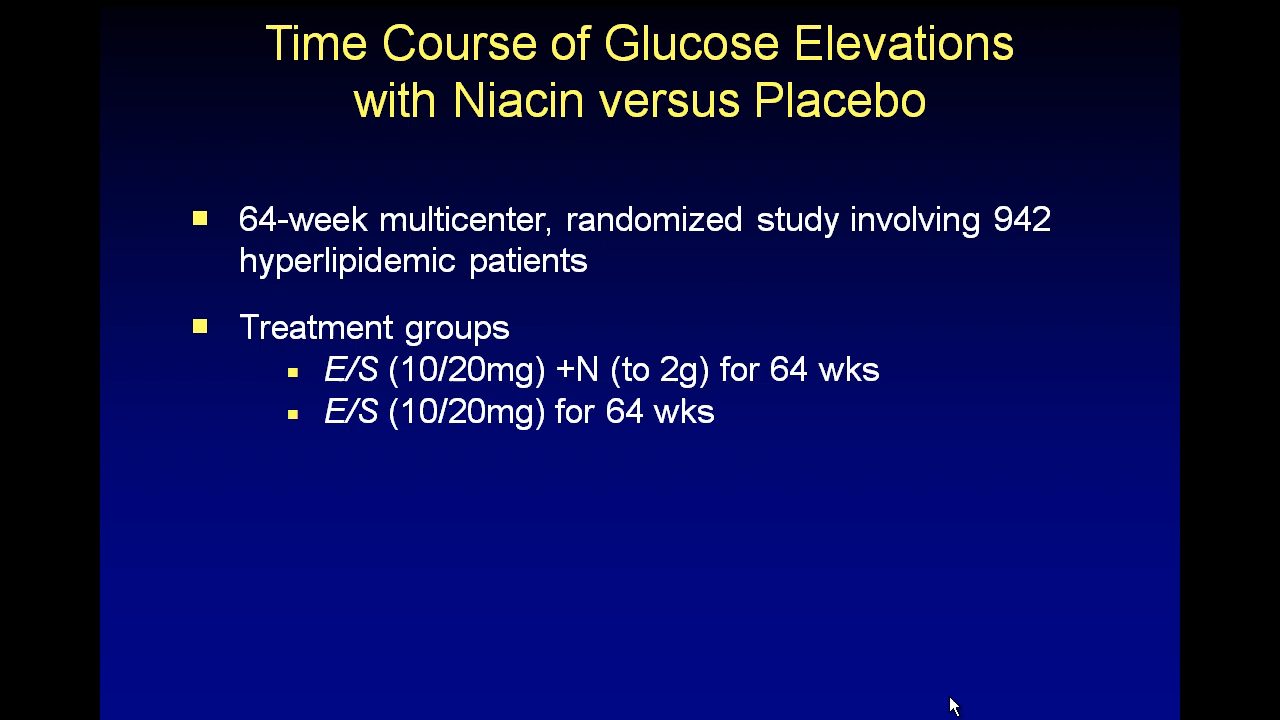 Time Course of Glucose Elevations
with Niacin versus Placebo
64-week multicenter, randomized study involving 942
hyperlipidemic patients
Treatment groups
E/S (10/20mg) +N (to 2g) for 64 wks
E/S (10/20mg) for 64 wks